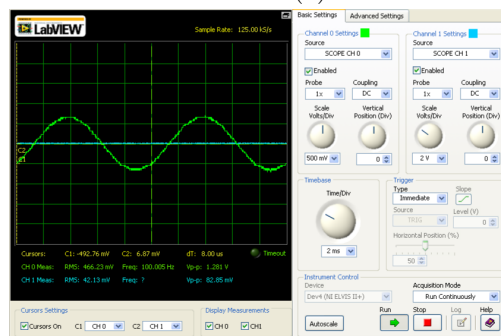 LabVIEW
Sample Rate: 125.00 kS/s
C2
C1
Cursors: C1: -492.76 mV C2: 6.87 mV dT: 8.00 us Timeout
CH 0 Meas: RMS: 466.23 mV Freq: 100.005 Hz Vp-p: 1.281 V
CH 1 Meas: RMS: 42.13 mV Freq: ? Vp-p: 82.85 mV
Cursors Settings
Cursors On C1 CH 0 C2 CH 1
Display Measurements
CH 0 CH1
Basic Settings Advanced Settings
Channel 0 Settings
Source
SCOPE CH 0
Enabled
Probe Coupling
1x DC
Scale Vertical
Volts/Div Position (Div)
500 mV 0
Channel 1 Settings
Source
SCOPE CH 1
Enabled
Probe Coupling
1x DC
Scale Vertical
Volts/Div Position (Div)
2 V 0
Timebase
Time/Div
2 ms
Trigger
Type Slope
Immediate
Source Level (V)
TRIG 0
Horizontal Position (%)
50
Instrument Control
Device Acquisition Mode
Dev4 (NI ELVIS II+) Run Continuously
Run Stop Log Help
Autoscale